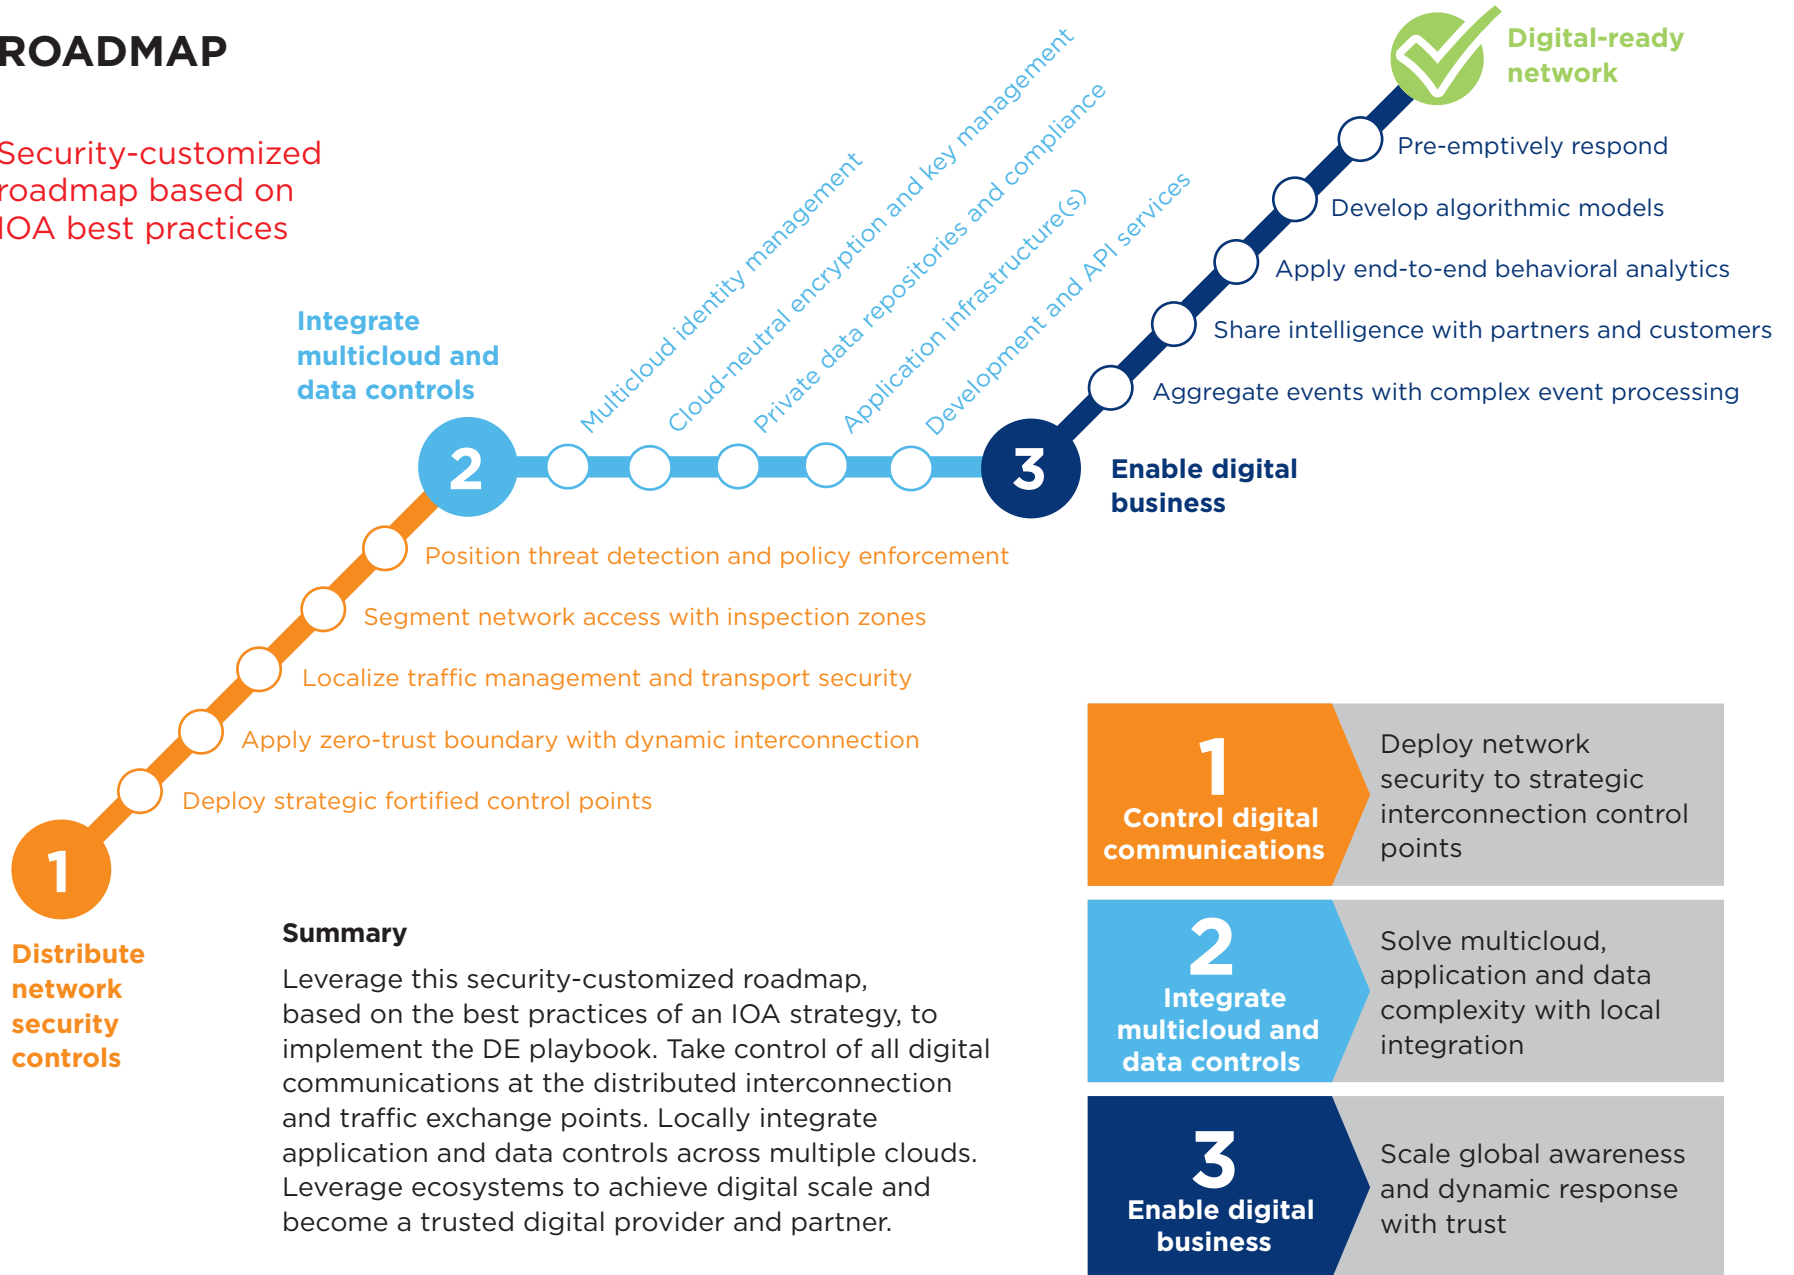 ROADMAP
Security-customized
roadmap based on
IOA best practices
Digital-ready
network
Pre-emptively respond
Develop algorithmic models
Apply end-to-end behavioral analytics
Share intelligence with partners and customers
Aggregate events with complex event processing
3
Enable digital
business
Multicloud identity management
Cloud-neutral encryption and key management
Private data repositories and compliance
Application infrastructure(s)
Development and API services
Integrate
multicloud and
data controls
2
Position threat detection and policy enforcement
Segment network access with inspection zones
Localize traffic management and transport security
Apply zero-trust boundary with dynamic interconnection
Deploy strategic fortified control points
1
Distribute
network
security
controls
Summary
Leverage this security-customized roadmap,
based on the best practices of an IOA strategy, to
implement the DE playbook. Take control of all digital
communications at the distributed interconnection
and traffic exchange points. Locally integrate
application and data controls across multiple clouds.
Leverage ecosystems to achieve digital scale and
become a trusted digital provider and partner.
1
Control digital
communications
Deploy network
security to strategic
interconnection control
points
2
Integrate
multicloud and
data controls
Solve multicloud,
application and data
complexity with local
integration
3
Enable digital
business
Scale global awareness
and dynamic response
with trust